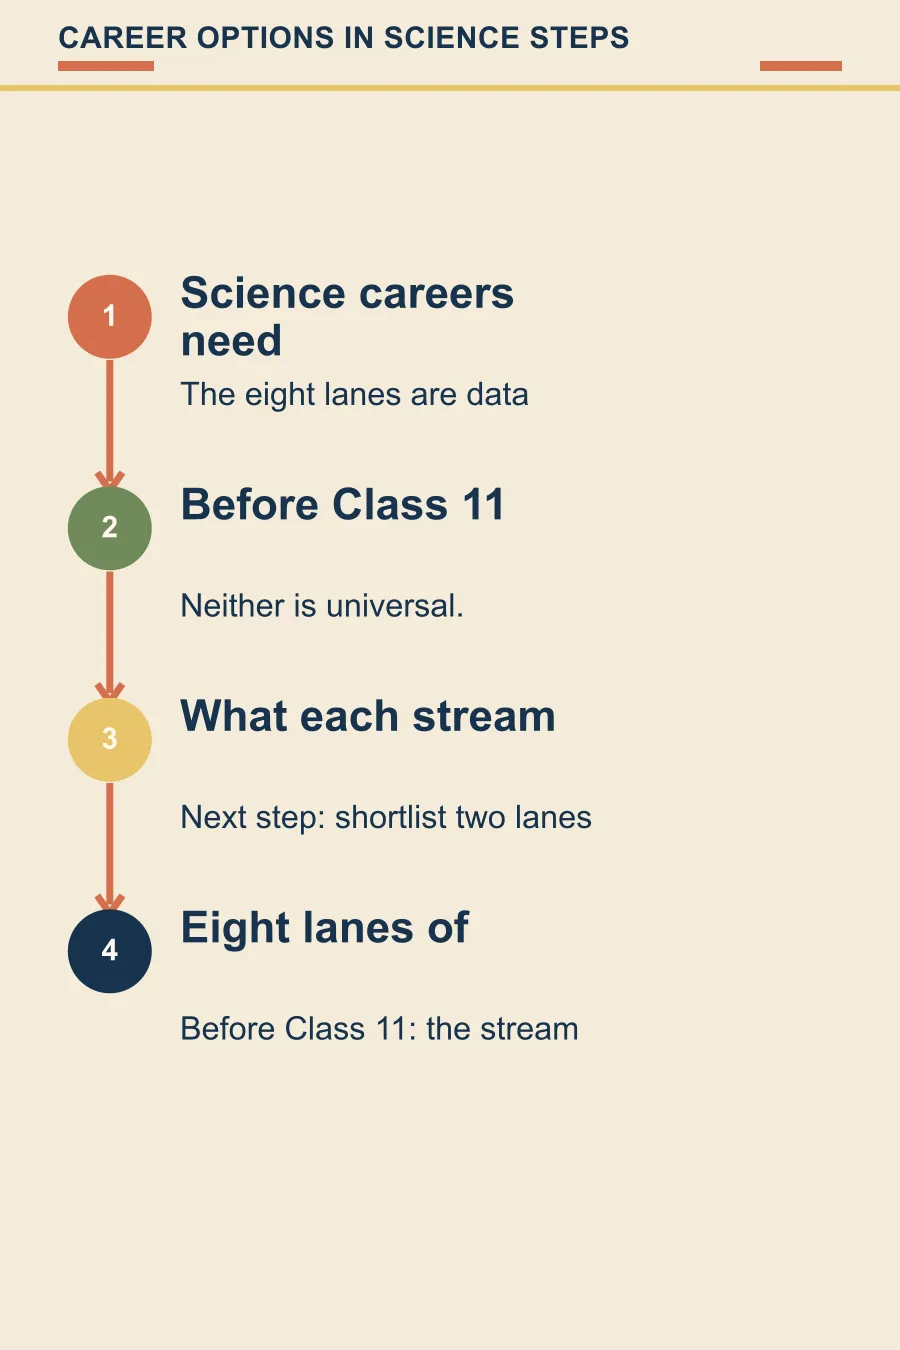 CAREER OPTIONS IN SCIENCE STEPS
1
Science careers
need
The eight lanes are data
2
Before Class 11
Neither is universal.
3
What each stream
Next step: shortlist two lanes
4
Eight lanes of
Before Class 11: the stream